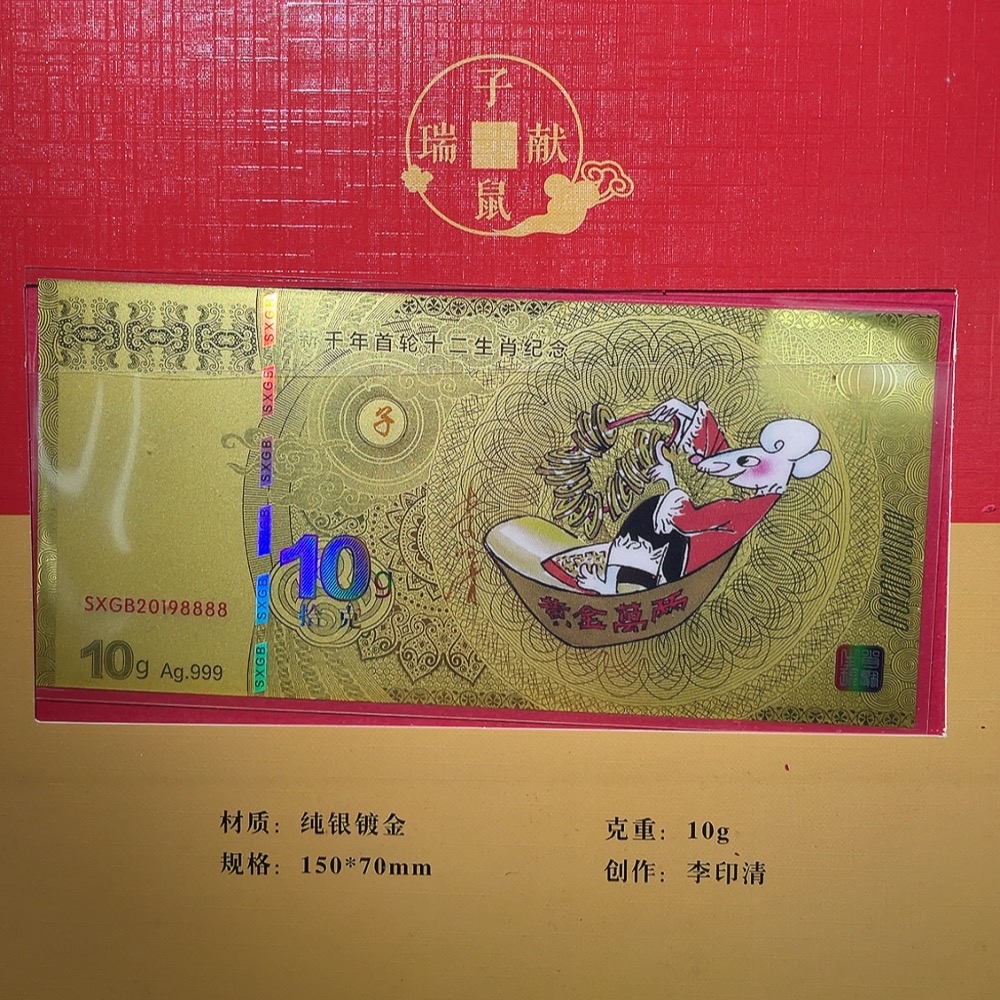 子
瑞 献
鼠
新千年首轮十二生肖纪念
子
SXGB
SXGB
SXGB
SXGB
SXGB
10g
拾克
SXGB20198888
10g Ag.999
黄金萬两
材质：纯银镀金
克重：10g
规格：150*70mm
创作：李印清